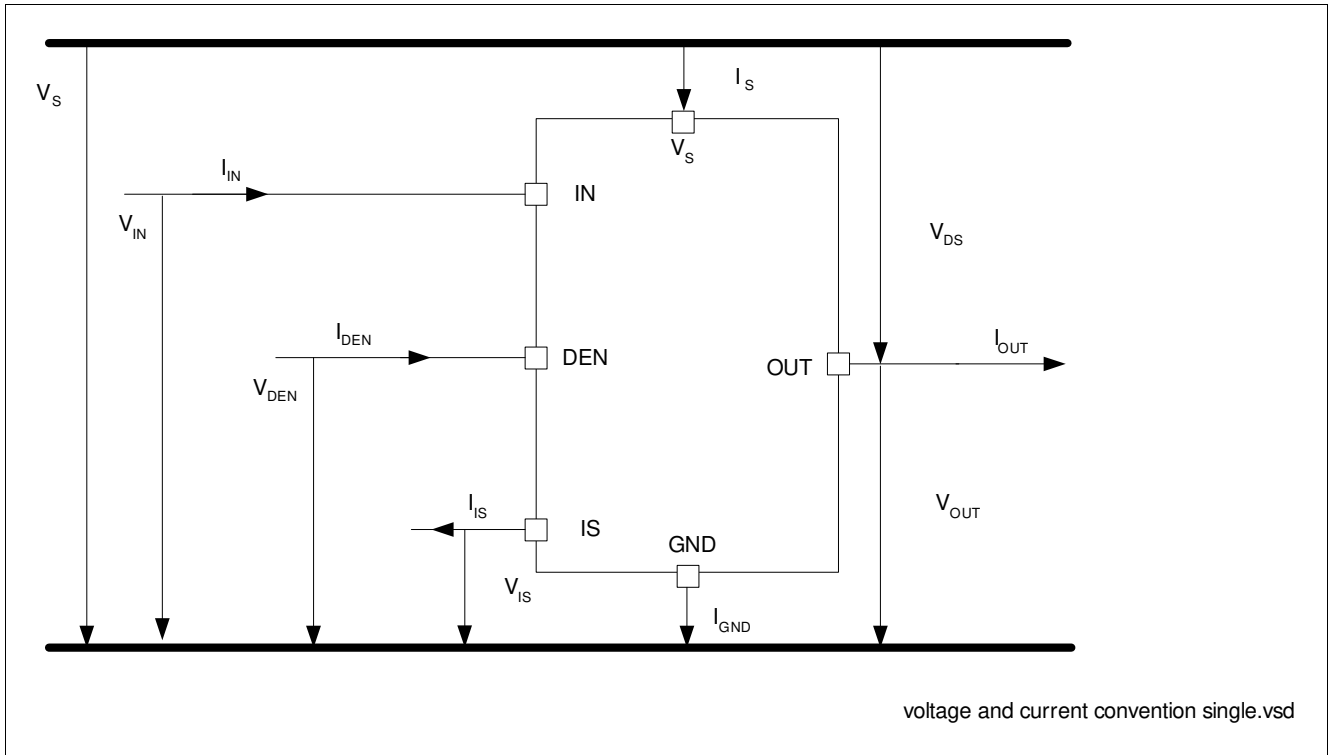 V_S
I_S
V_S
I_IN
IN
V_IN
V_DS
I_DEN
I_OUT
DEN
OUT
V_DEN
I_IS
V_OUT
IS
GND
V_IS
I_GND
voltage and current convention single.vsd